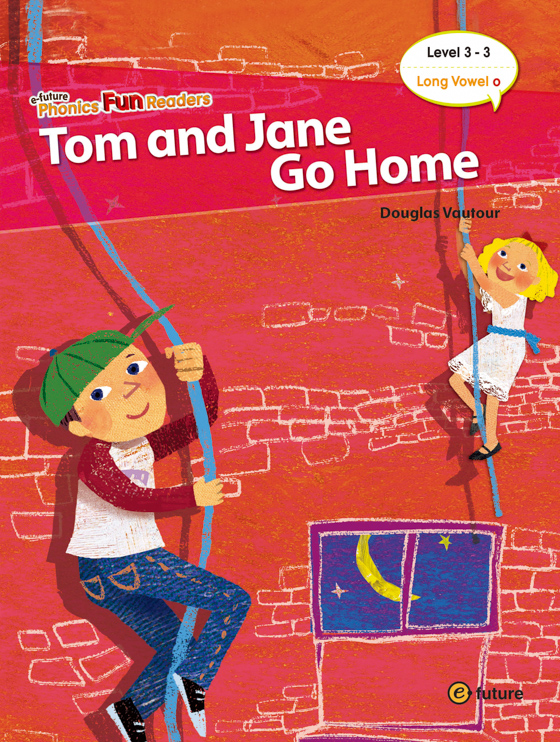 Level 3 - 3
Long Vowel o
e-future
Phonics Fun Readers
Tom and Jane
Go Home
Douglas Vautour
e future